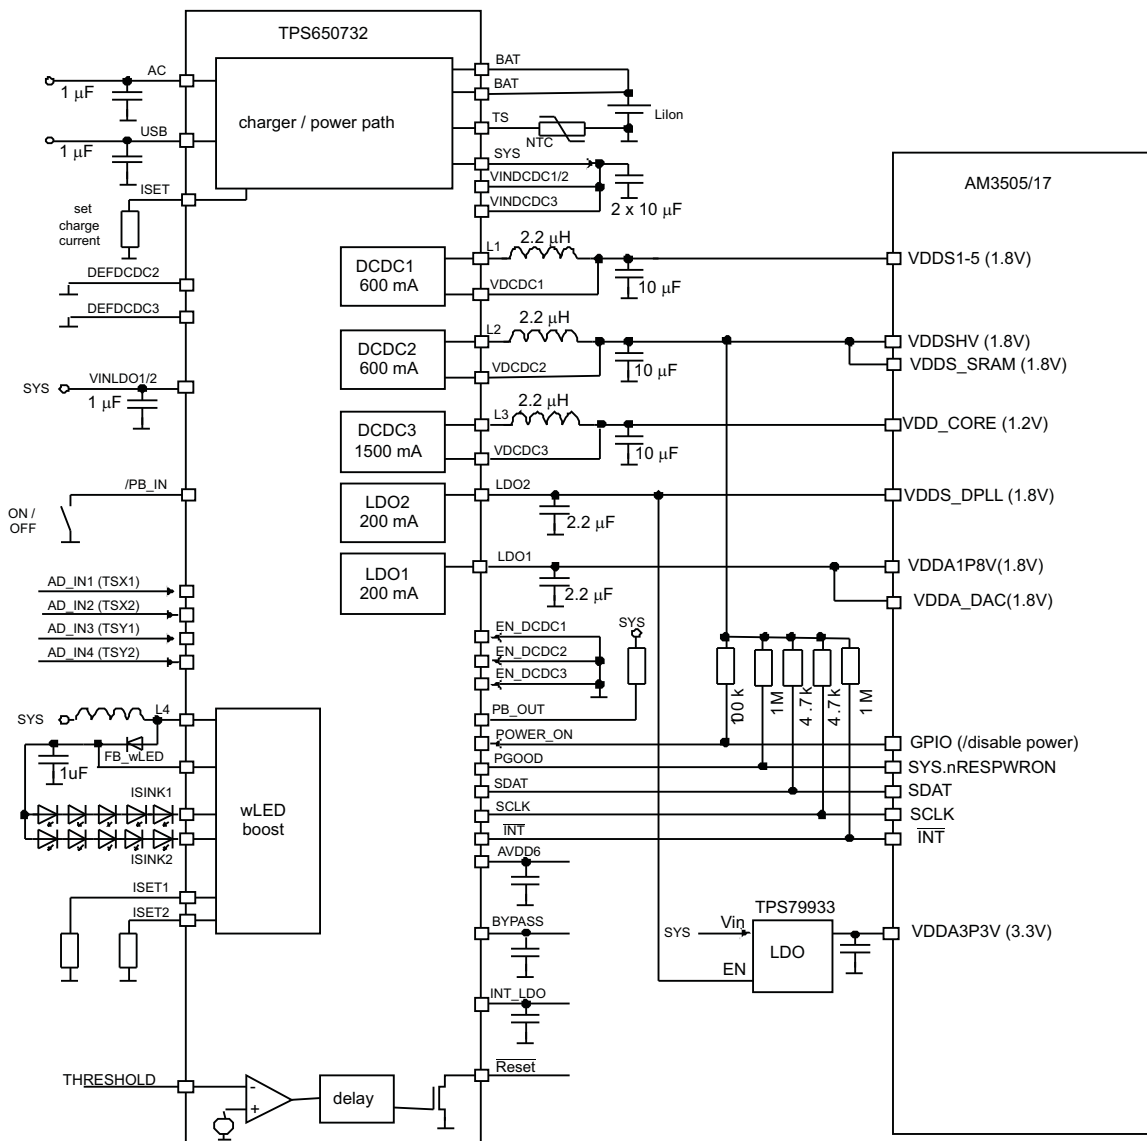 TPS650732
AC
1 μF
USB
1 μF
ISET
set
charge
current
charger / power path
BAT
BAT
LiIon
TS
NTC
SYS
VINDCDC1/2
VINDCDC3
2 x 10 μF
AM3505/17
DEFDCDC2
DEFDCDC3
DCDC1
600 mA
L1
2.2 μH
VDCDC1
10 μF
VDDS1-5 (1.8V)
DCDC2
600 mA
L2
2.2 μH
VDCDC2
10 μF
VDDSHV (1.8V)
VDDS_SRAM (1.8V)
SYS
VINLDO1/2
1 μF
DCDC3
1500 mA
L3
2.2 μH
VDCDC3
10 μF
VDD_CORE (1.2V)
/PB_IN
ON /
OFF
LDO2
200 mA
LDO2
2.2 μF
VDDS_DPLL (1.8V)
LDO1
200 mA
LDO1
2.2 μF
VDDA1P8V(1.8V)
VDDA_DAC(1.8V)
AD_IN1 (TSX1)
AD_IN2 (TSX2)
AD_IN3 (TSY1)
AD_IN4 (TSY2)
EN_DCDC1
EN_DCDC2
EN_DCDC3
SYS
PB_OUT
POWER_ON
PGOOD
SDAT
SCLK
INT
100k
1M
4.7k
4.7k
1M
GPIO (/disable power)
SYS.nRESPWRON
SDAT
SCLK
INT
SYS
L4
FB_wLED
1uF
ISINK1
ISINK2
wLED
boost
ISET1
ISET2
AVDD6
BYPASS
INT_LDO
TPS79933
SYS
Vin
LDO
EN
VDDA3P3V (3.3V)
THRESHOLD
-
+
delay
Reset